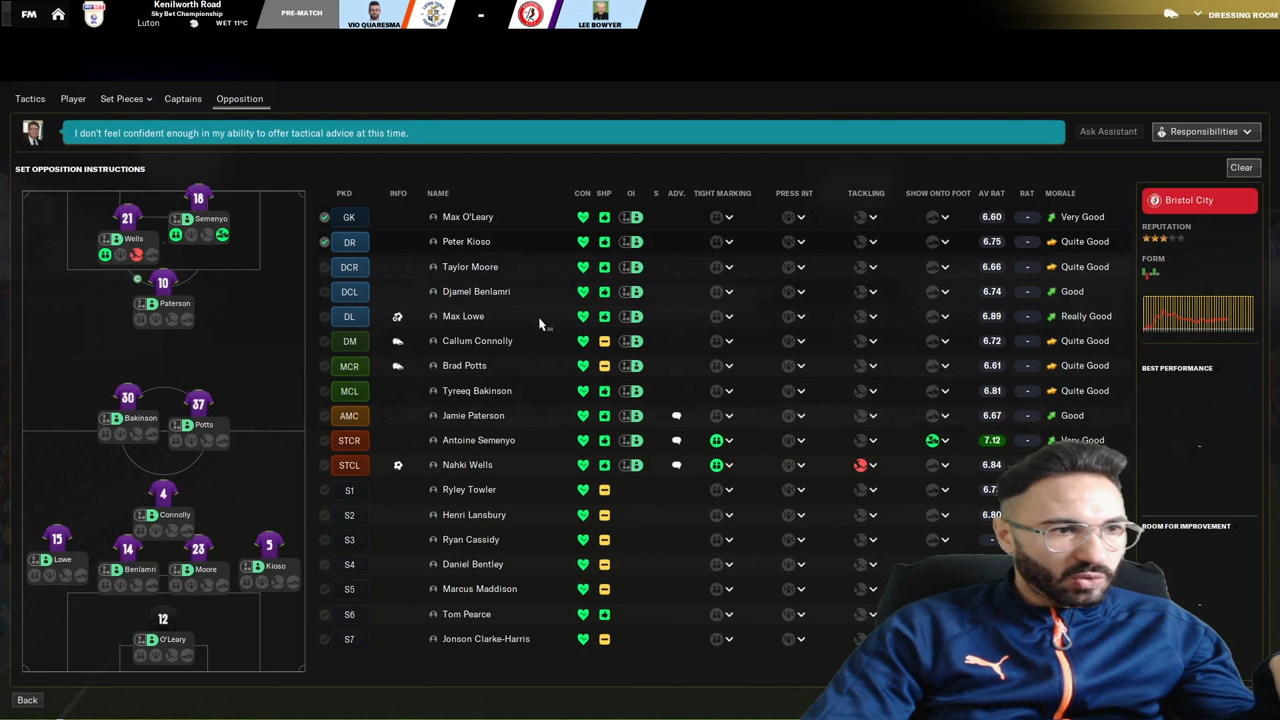 FM
Kenilworth Road
Sky Bet Championship
Luton
WET 11°C
PRE-MATCH
VIO QUARESMA
-
LEE BOWYER
DRESSING ROOM
Tactics
Player
Set Pieces
Captains
Opposition
I don't feel confident enough in my ability to offer tactical advice at this time.
Ask Assistant
Responsibilities
SET OPPOSITION INSTRUCTIONS
Clear
18
Semenyo
21
Wells
10
Paterson
30
Bakinson
37
Potts
4
Connolly
15
Lowe
14
Benlamri
23
Moore
5
Kioso
12
O'Leary
PKD INFO NAME CON SHP OI S ADV. TIGHT MARKING PRESS INT TACKLING SHOW ONTO FOOT AV RAT RAT MORALE
GK Max O'Leary 6.60 - Very Good
DR Peter Kioso 6.75 - Quite Good
DCR Taylor Moore 6.66 - Quite Good
DCL Djamel Benlamri 6.74 - Good
DL Max Lowe 6.89 - Really Good
DM Callum Connolly 6.72 - Quite Good
MCR Brad Potts 6.61 - Quite Good
MCL Tyreeq Bakinson 6.81 - Quite Good
AMC Jamie Paterson 6.67 - Good
STCR Antoine Semenyo 7.12 - Very Good
STCL Nahki Wells 6.84 -
S1 Ryley Towler
S2 Henri Lansbury 6.80
S3 Ryan Cassidy
S4 Daniel Bentley
S5 Marcus Maddison
S6 Tom Pearce
S7 Jonson Clarke-Harris
Bristol City
REPUTATION
FORM
BEST PERFORMANCE
-
ROOM FOR IMPROVEMENT
-
Back